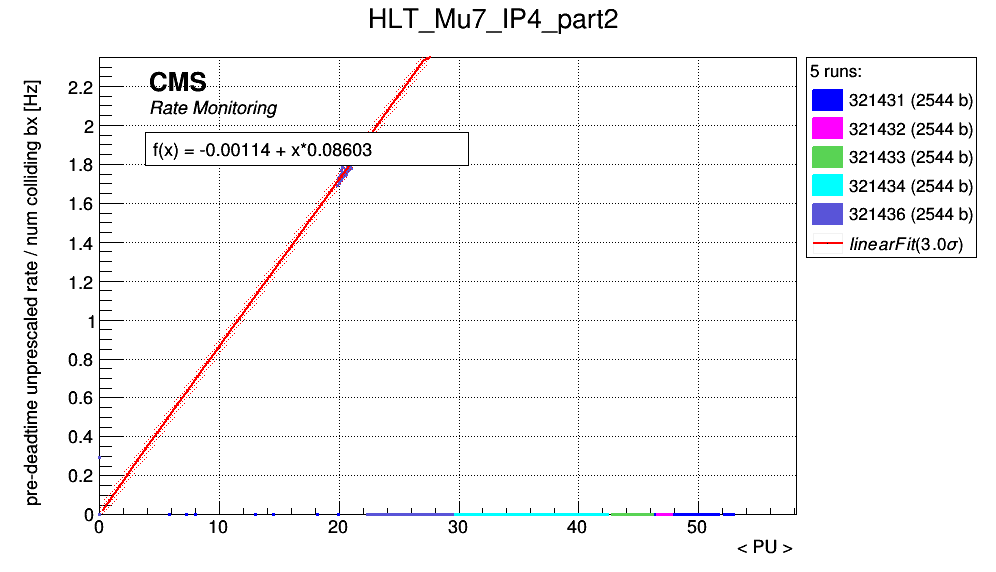 HLT_Mu7_IP4_part2
pre-deadtime unprescaled rate / num colliding bx [Hz]
CMS
Rate Monitoring
f(x) = -0.00114 + x*0.08603
2.2
2
1.8
1.6
1.4
1.2
1
0.8
0.6
0.4
0.2
0
0 10 20 30 40 50
< PU >
5 runs:
321431 (2544 b)
321432 (2544 b)
321433 (2544 b)
321434 (2544 b)
321436 (2544 b)
linearFit(3.0σ)